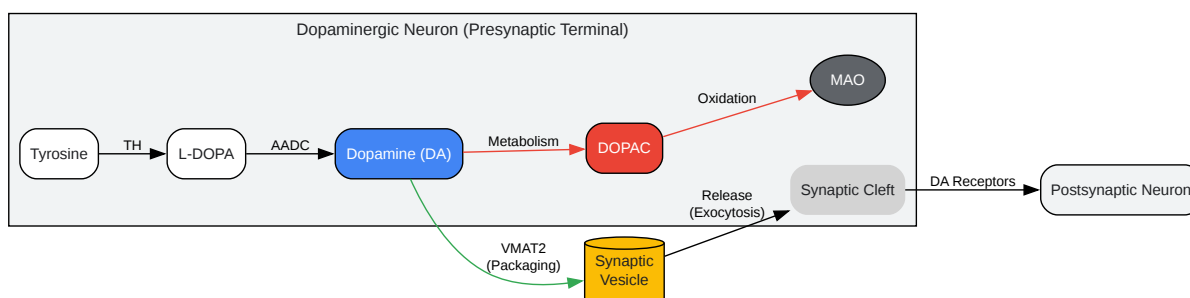 Dopaminergic Neuron (Presynaptic Terminal)
MAO
Oxidation
Tyrosine
TH
L-DOPA
AADC
Dopamine (DA)
Metabolism
DOPAC
Release
(Exocytosis)
Synaptic Cleft
DA Receptors
Postsynaptic Neuron
VMAT2
(Packaging)
Synaptic
Vesicle